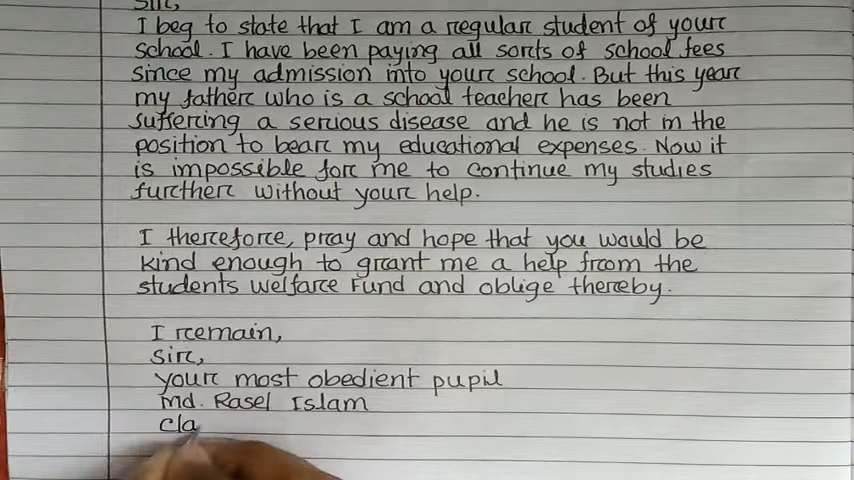 Sir,
I beg to state that I am a regular student of your
school. I have been paying all sorts of school fees
since my admission into your school. But this year
my father who is a school teacher has been
suffering a serious disease and he is not in the
position to bear my educational expenses. Now it
is impossible for me to continue my studies
further without your help.
I therefore, pray and hope that you would be
kind enough to grant me a help from the
students welfare Fund and oblige thereby.
I remain,
sir,
your most obedient pupil
Md. Rasel Islam
cla